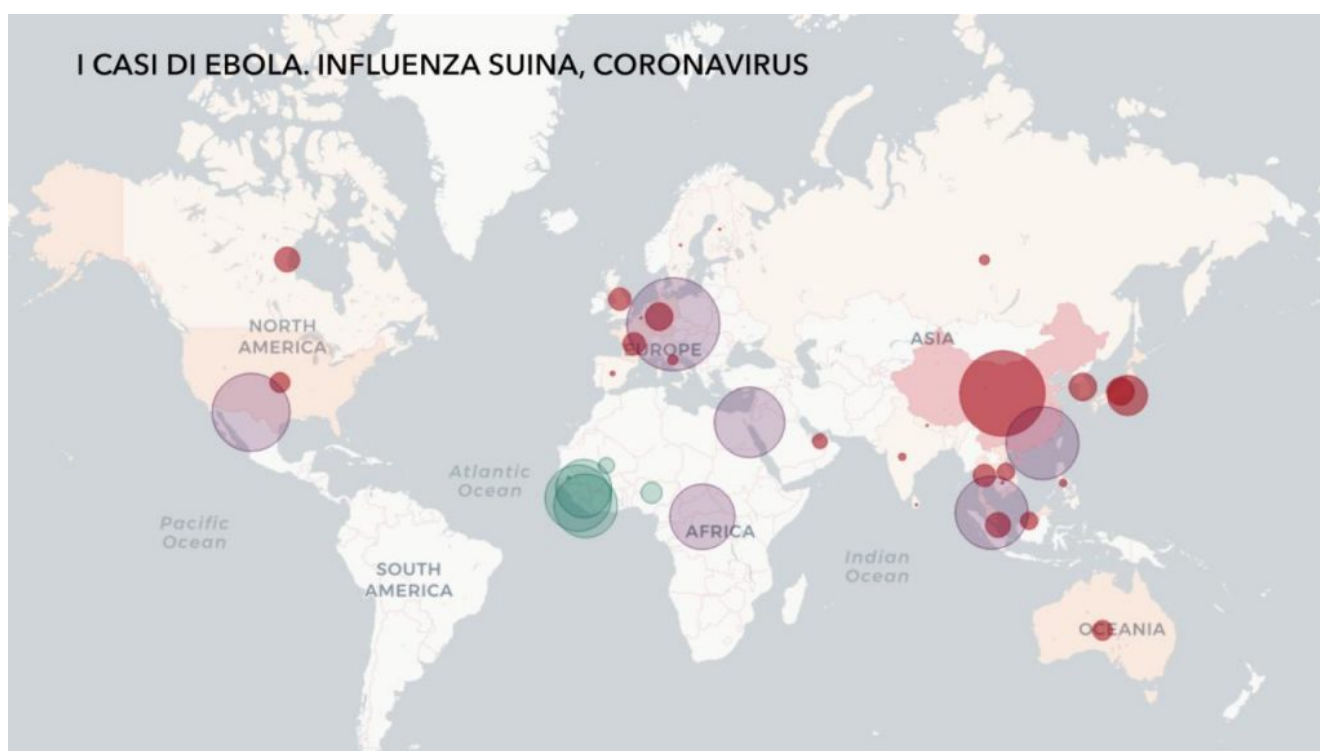 I CASI DI EBOLA. INFLUENZA SUINA, CORONAVIRUS
NORTH
AMERICA
EUROPE
ASIA
Atlantic
Ocean
Pacific
Ocean
AFRICA
Indian
Ocean
SOUTH
AMERICA
OCEANIA